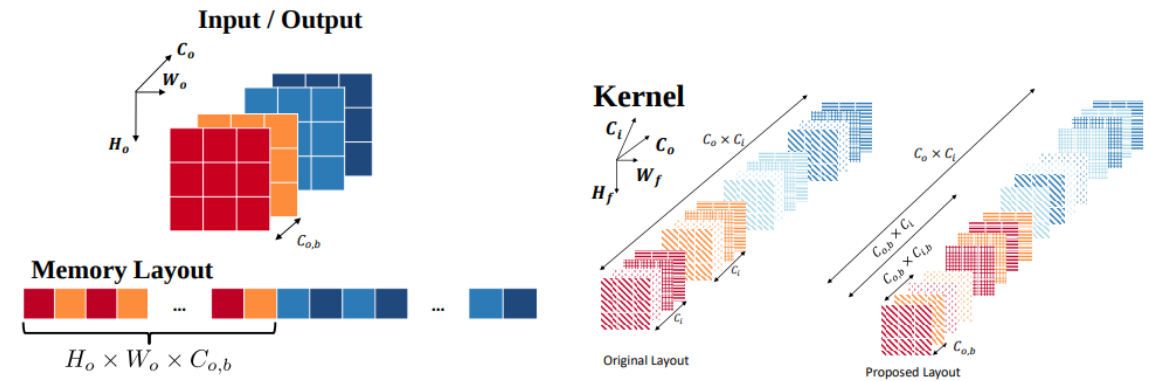 Input / Output
C_o
W_o
H_o
C_{o,b}
Memory Layout
...
...
H_o × W_o × C_{o,b}
Kernel
C_i
C_o
W_f
H_f
C_o × C_i
C_i
C_i
Original Layout
C_o × C_i
C_{o,b} × C_i
C_{o,b} × C_{i,b}
C_{o,b}
Proposed Layout